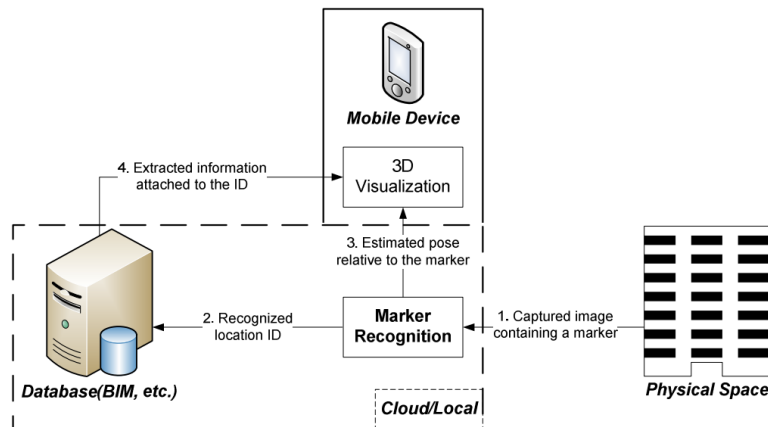 Mobile Device
4. Extracted information
attached to the ID
3D
Visualization
3. Estimated pose
relative to the marker
2. Recognized
location ID
Marker
Recognition
1. Captured image
containing a marker
Database(BIM, etc.)
Cloud/Local
Physical Space